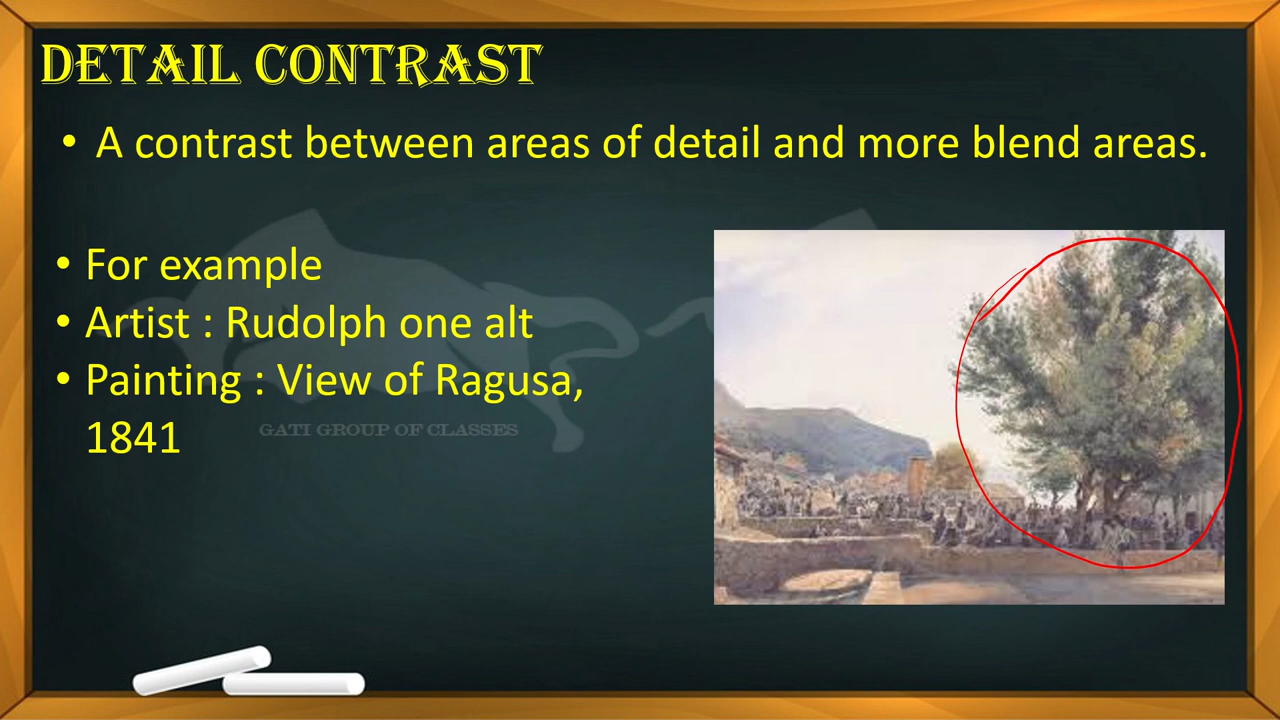 DETAIL CONTRAST
• A contrast between areas of detail and more blend areas.
• For example
• Artist : Rudolph one alt
• Painting : View of Ragusa,
1841
GATI GROUP OF CLASSES